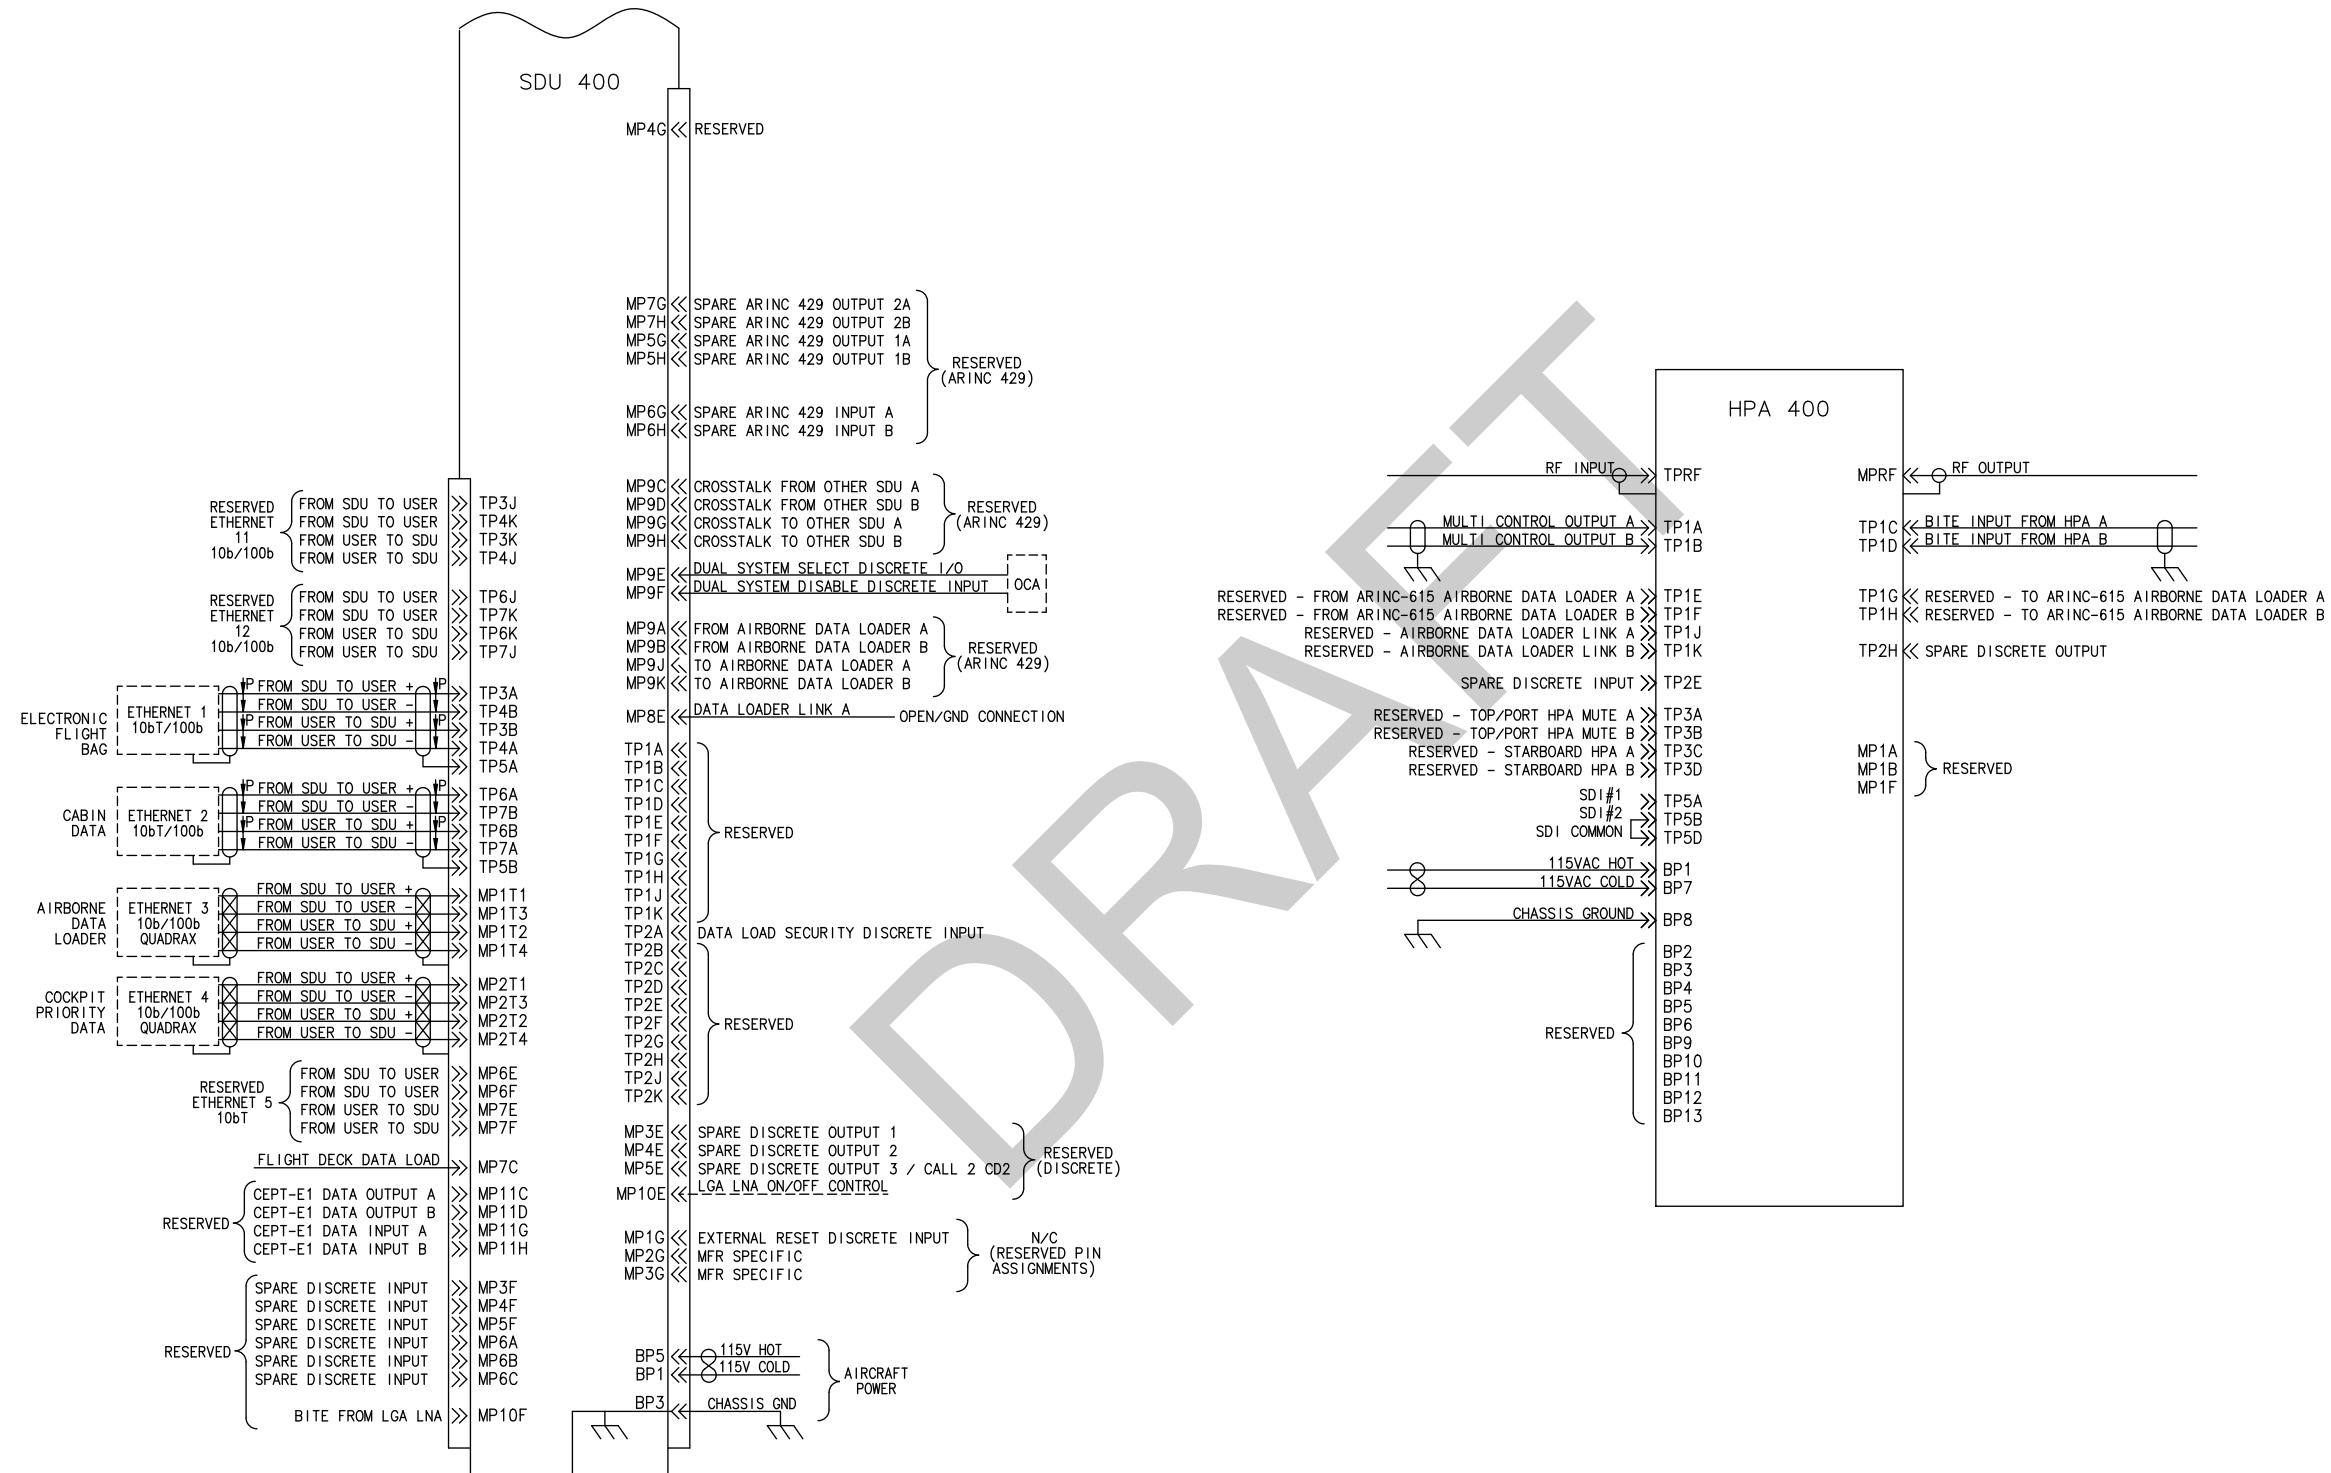 SDU 400
MP4G RESERVED
MP7G SPARE ARINC 429 OUTPUT 2A
MP7H SPARE ARINC 429 OUTPUT 2B
MP5G SPARE ARINC 429 OUTPUT 1A
MP5H SPARE ARINC 429 OUTPUT 1B
RESERVED
(ARINC 429)
MP6G SPARE ARINC 429 INPUT A
MP6H SPARE ARINC 429 INPUT B
MP9C CROSSTALK FROM OTHER SDU A
MP9D CROSSTALK FROM OTHER SDU B
MP9G CROSSTALK TO OTHER SDU A
MP9H CROSSTALK TO OTHER SDU B
RESERVED
(ARINC 429)
MP9E DUAL SYSTEM SELECT DISCRETE I/O
MP9F DUAL SYSTEM DISABLE DISCRETE INPUT
OCA
MP9A FROM AIRBORNE DATA LOADER A
MP9B FROM AIRBORNE DATA LOADER B
MP9J TO AIRBORNE DATA LOADER A
MP9K TO AIRBORNE DATA LOADER B
RESERVED
(ARINC 429)
MP8E DATA LOADER LINK A OPEN/GND CONNECTION
TP1A
TP1B
TP1C
TP1D
TP1E
TP1F
TP1G
TP1H
TP1J
TP1K
RESERVED
TP2A DATA LOAD SECURITY DISCRETE INPUT
TP2B
TP2C
TP2D
TP2E
TP2F
TP2G
TP2H
TP2J
TP2K
RESERVED
MP3E SPARE DISCRETE OUTPUT 1
MP4E SPARE DISCRETE OUTPUT 2
MP5E SPARE DISCRETE OUTPUT 3 / CALL 2 CD2
MP10E LGA LNA ON/OFF CONTROL
RESERVED
(DISCRETE)
MP1G EXTERNAL RESET DISCRETE INPUT
MP2G MFR SPECIFIC
MP3G MFR SPECIFIC
N/C
(RESERVED PIN
ASSIGNMENTS)
BP5 115V HOT
BP1 115V COLD
BP3 CHASSIS GND
AIRCRAFT
POWER
RESERVED
ETHERNET
11
10b/100b
FROM SDU TO USER TP3J
FROM SDU TO USER TP4K
FROM USER TO SDU TP3K
FROM USER TO SDU TP4J
RESERVED
ETHERNET
12
10b/100b
FROM SDU TO USER TP6J
FROM SDU TO USER TP7K
FROM USER TO SDU TP6K
FROM USER TO SDU TP7J
ELECTRONIC
FLIGHT
BAG
ETHERNET 1
10bT/100b
P FROM SDU TO USER + P TP3A
FROM SDU TO USER - TP4B
P FROM USER TO SDU + P TP3B
FROM USER TO SDU - TP4A
TP5A
CABIN
DATA
ETHERNET 2
10bT/100b
P FROM SDU TO USER + P TP6A
FROM SDU TO USER - TP7B
P FROM USER TO SDU + P TP6B
FROM USER TO SDU - TP7A
TP5B
AIRBORNE
DATA
LOADER
ETHERNET 3
10b/100b
QUADRAX
FROM SDU TO USER + MP1T1
FROM SDU TO USER - MP1T3
FROM USER TO SDU + MP1T2
FROM USER TO SDU - MP1T4
COCKPIT
PRIORITY
DATA
ETHERNET 4
10b/100b
QUADRAX
FROM SDU TO USER + MP2T1
FROM SDU TO USER - MP2T3
FROM USER TO SDU + MP2T2
FROM USER TO SDU - MP2T4
RESERVED
ETHERNET 5
10bT
FROM SDU TO USER MP6E
FROM SDU TO USER MP6F
FROM USER TO SDU MP7E
FROM USER TO SDU MP7F
FLIGHT DECK DATA LOAD MP7C
RESERVED
CEPT-E1 DATA OUTPUT A MP11C
CEPT-E1 DATA OUTPUT B MP11D
CEPT-E1 DATA INPUT A MP11G
CEPT-E1 DATA INPUT B MP11H
RESERVED
SPARE DISCRETE INPUT MP3F
SPARE DISCRETE INPUT MP4F
SPARE DISCRETE INPUT MP5F
SPARE DISCRETE INPUT MP6A
SPARE DISCRETE INPUT MP6B
SPARE DISCRETE INPUT MP6C
BITE FROM LGA LNA MP10F
DRAFT
HPA 400
RF INPUT TPRF
MULTI CONTROL OUTPUT A TP1A
MULTI CONTROL OUTPUT B TP1B
RESERVED - FROM ARINC-615 AIRBORNE DATA LOADER A TP1E
RESERVED - FROM ARINC-615 AIRBORNE DATA LOADER B TP1F
RESERVED - AIRBORNE DATA LOADER LINK A TP1J
RESERVED - AIRBORNE DATA LOADER LINK B TP1K
SPARE DISCRETE INPUT TP2E
RESERVED - TOP/PORT HPA MUTE A TP3A
RESERVED - TOP/PORT HPA MUTE B TP3B
RESERVED - STARBOARD HPA A TP3C
RESERVED - STARBOARD HPA B TP3D
SDI#1 TP5A
SDI#2 TP5B
SDI COMMON TP5D
115VAC HOT BP1
115VAC COLD BP7
CHASSIS GROUND BP8
RESERVED
BP2
BP3
BP4
BP5
BP6
BP9
BP10
BP11
BP12
BP13
MPRF RF OUTPUT
TP1C BITE INPUT FROM HPA A
TP1D BITE INPUT FROM HPA B
TP1G RESERVED - TO ARINC-615 AIRBORNE DATA LOADER A
TP1H RESERVED - TO ARINC-615 AIRBORNE DATA LOADER B
TP2H SPARE DISCRETE OUTPUT
MP1A
MP1B
MP1F
RESERVED